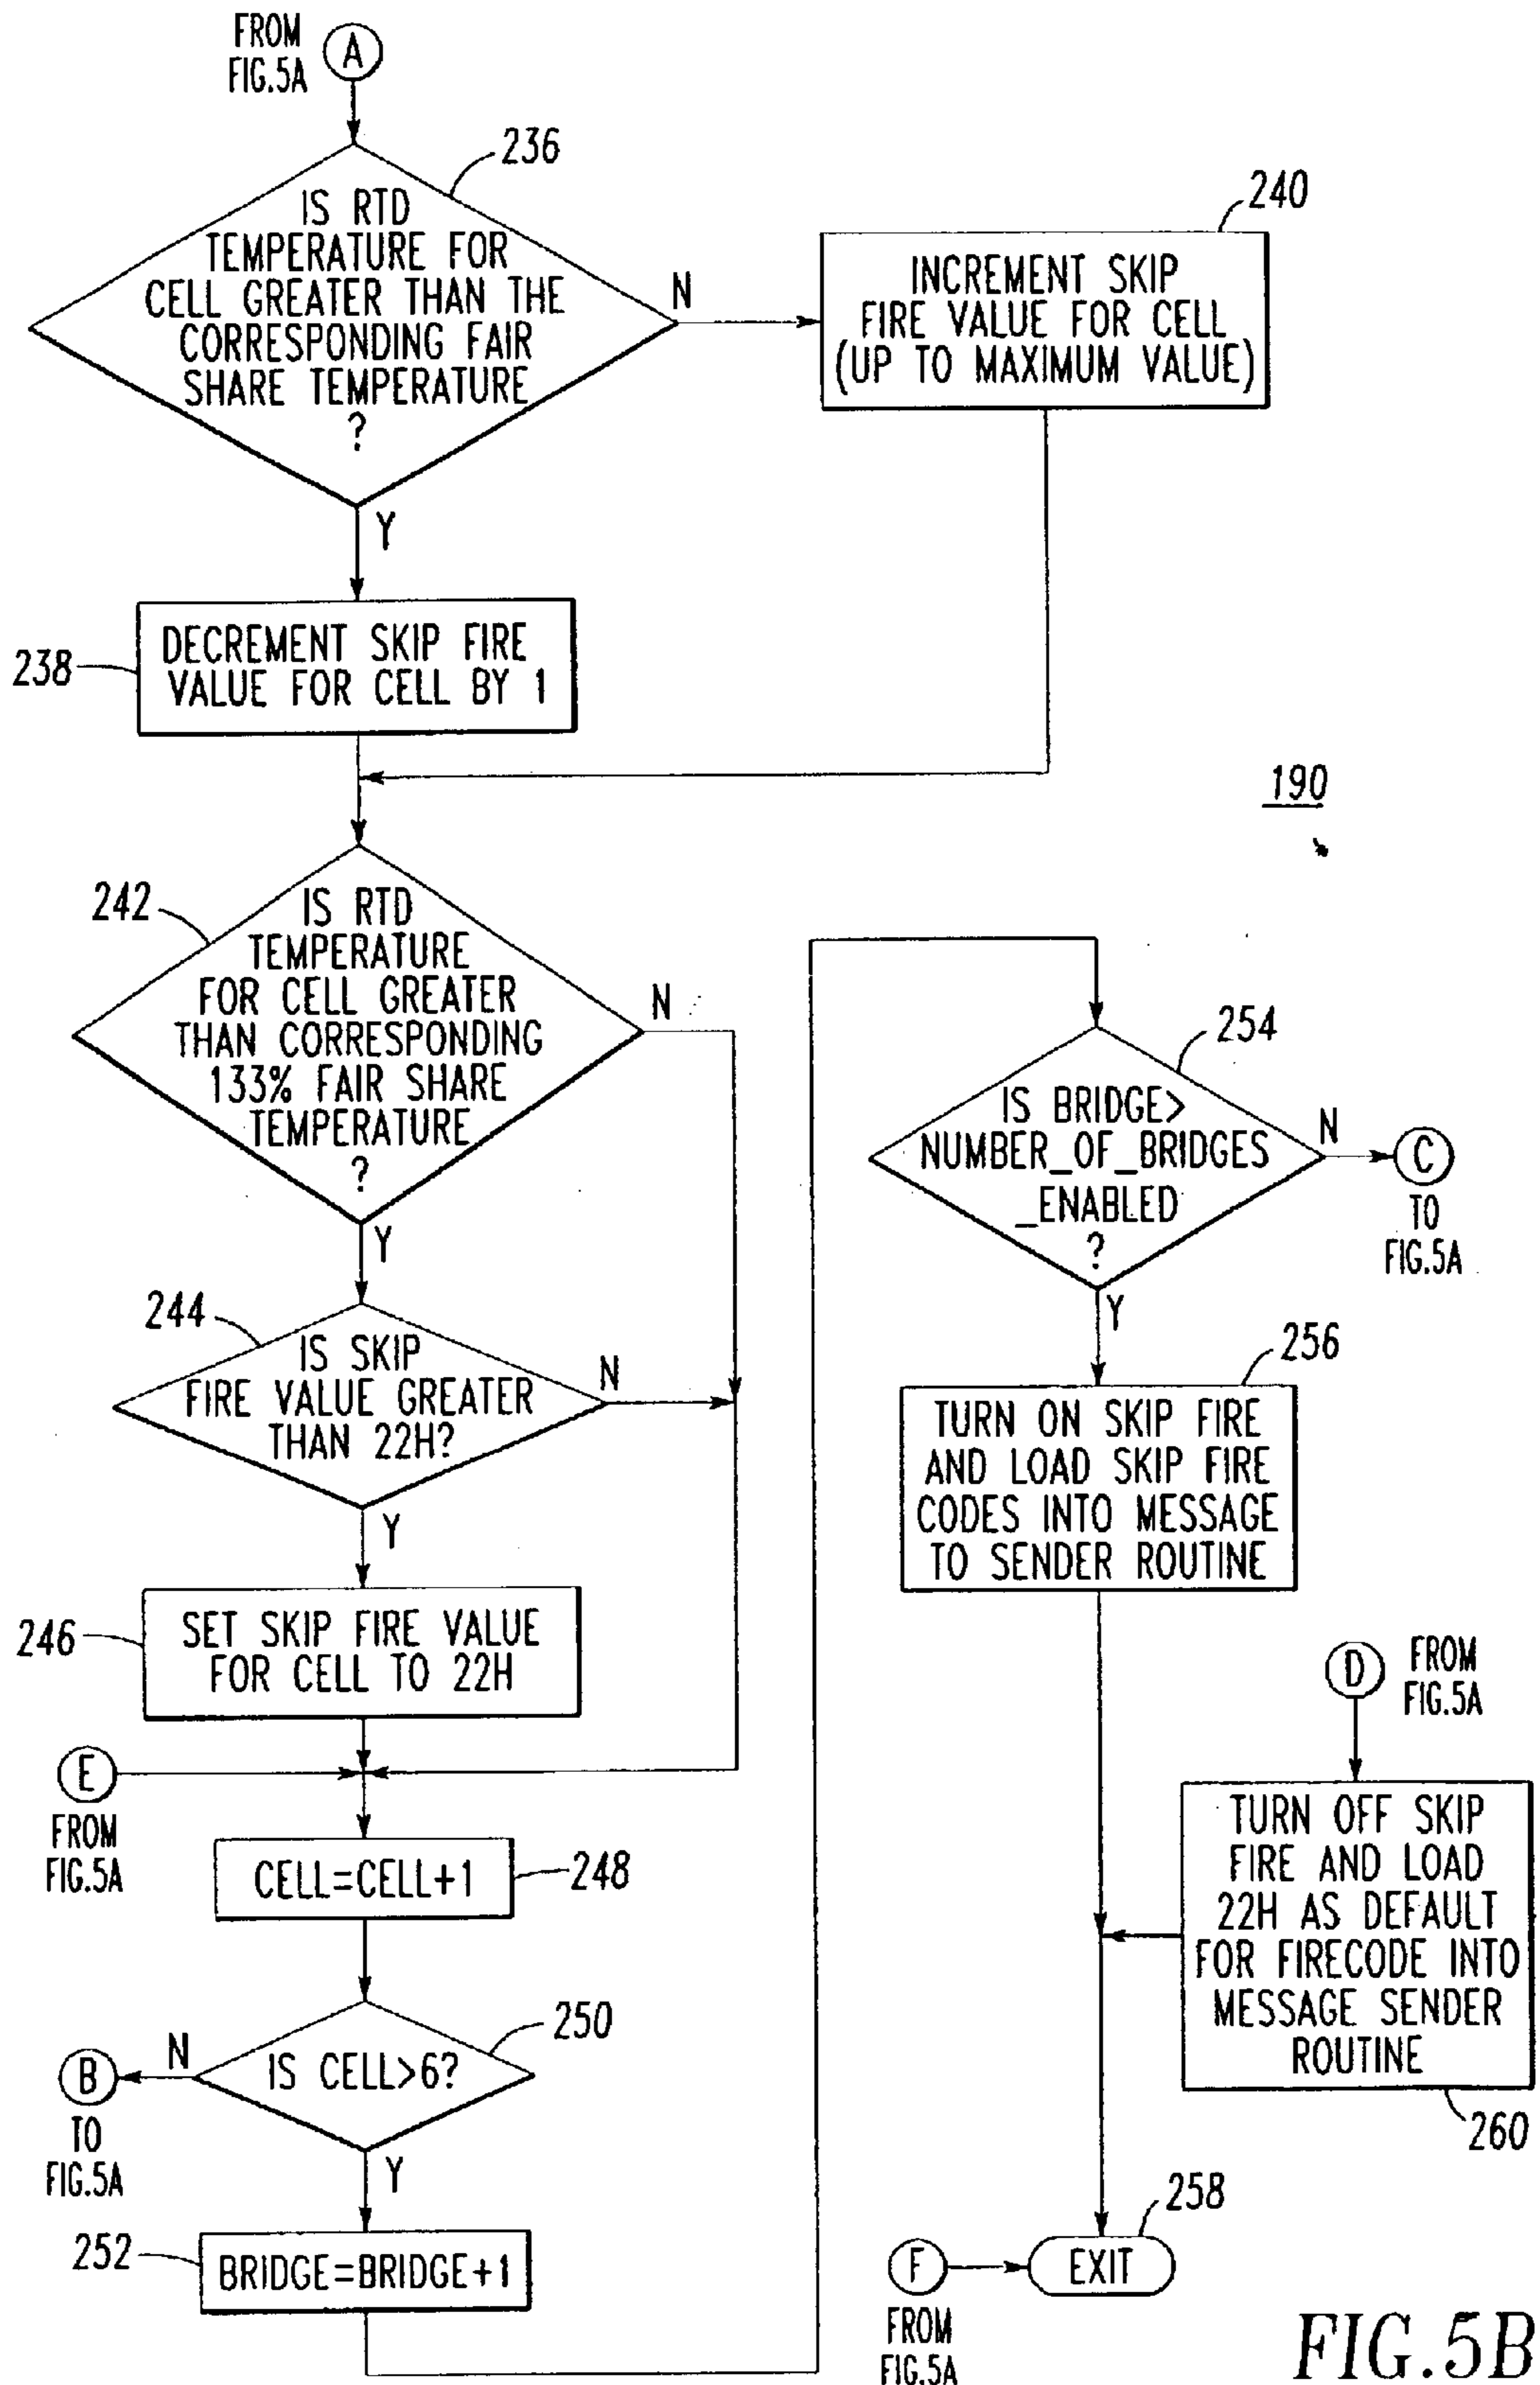 FROM
FIG.5A
A
236
IS RTD
TEMPERATURE FOR
CELL GREATER THAN THE
CORRESPONDING FAIR
SHARE TEMPERATURE
?
N
Y
240
INCREMENT SKIP
FIRE VALUE FOR CELL
(UP TO MAXIMUM VALUE)
238
DECREMENT SKIP FIRE
VALUE FOR CELL BY 1
190
242
IS RTD
TEMPERATURE
FOR CELL GREATER
THAN CORRESPONDING
133% FAIR SHARE
TEMPERATURE
?
N
Y
244
IS SKIP
FIRE VALUE GREATER
THAN 22H?
N
Y
246
SET SKIP FIRE VALUE
FOR CELL TO 22H
E
FROM
FIG.5A
CELL=CELL+1
248
250
IS CELL>6?
N
B
TO
FIG.5A
Y
252
BRIDGE=BRIDGE+1
254
IS BRIDGE>
NUMBER_OF_BRIDGES
_ENABLED
?
N
C
TO
FIG.5A
Y
256
TURN ON SKIP FIRE
AND LOAD SKIP FIRE
CODES INTO MESSAGE
TO SENDER ROUTINE
D
FROM
FIG.5A
TURN OFF SKIP
FIRE AND LOAD
22H AS DEFAULT
FOR FIRECODE INTO
MESSAGE SENDER
ROUTINE
260
258
EXIT
F
FROM
FIG.5A
FIG.5B